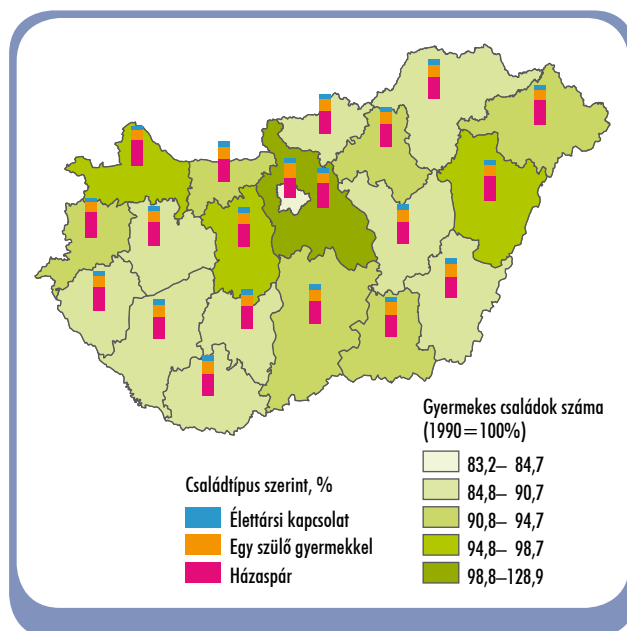 Gyermekes családok száma
(1990=100%)
83,2– 84,7
84,8– 90,7
90,8– 94,7
94,8– 98,7
98,8–128,9
Családtípus szerint, %
Élettársi kapcsolat
Egy szülő gyermekkel
Házaspár